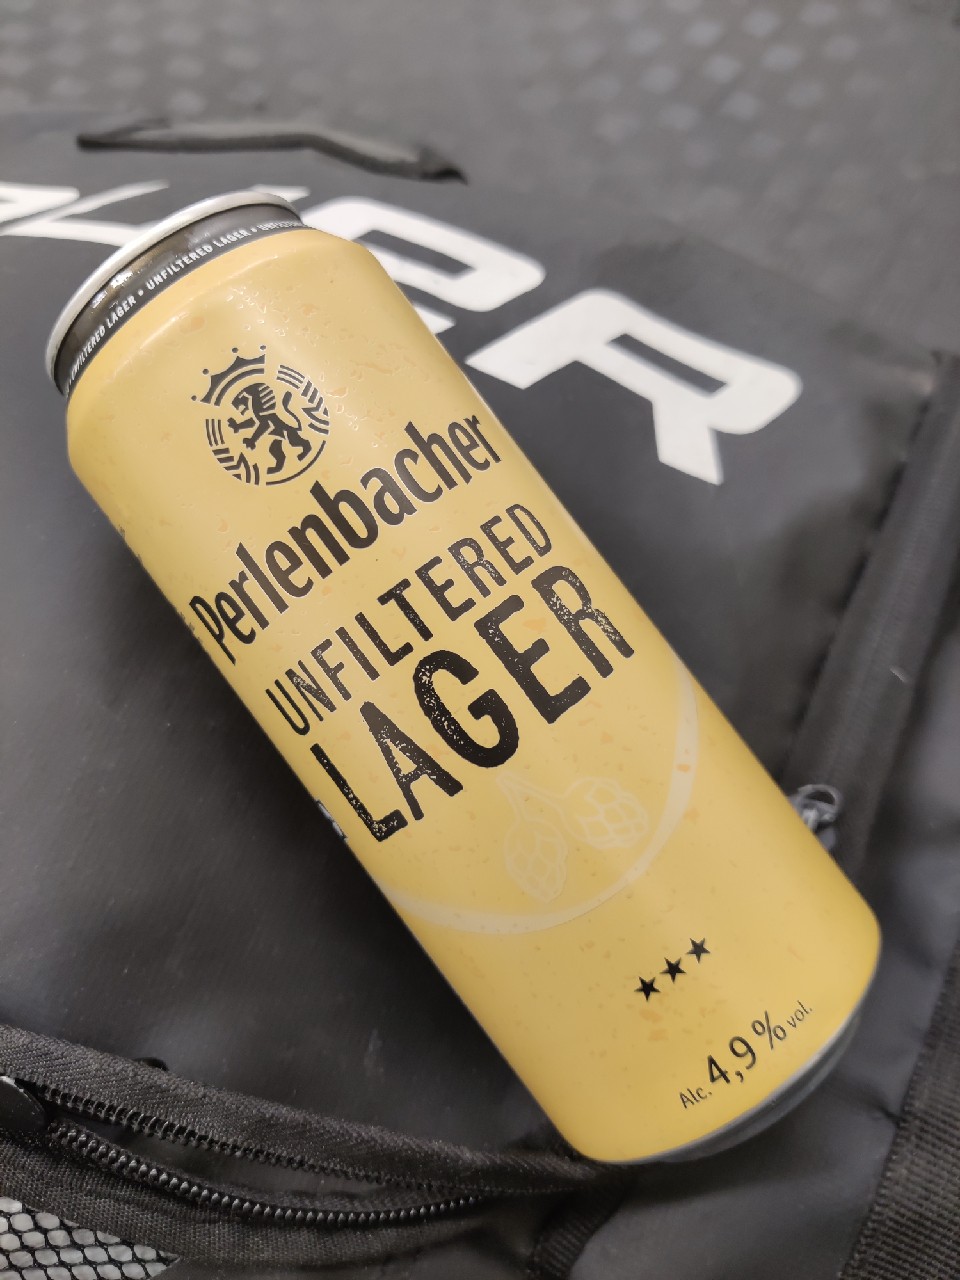 UNFILTERED LAGER • UNFILTERED LAGER •
Perlenbacher
UNFILTERED
LAGER
Alc. 4,9% vol.